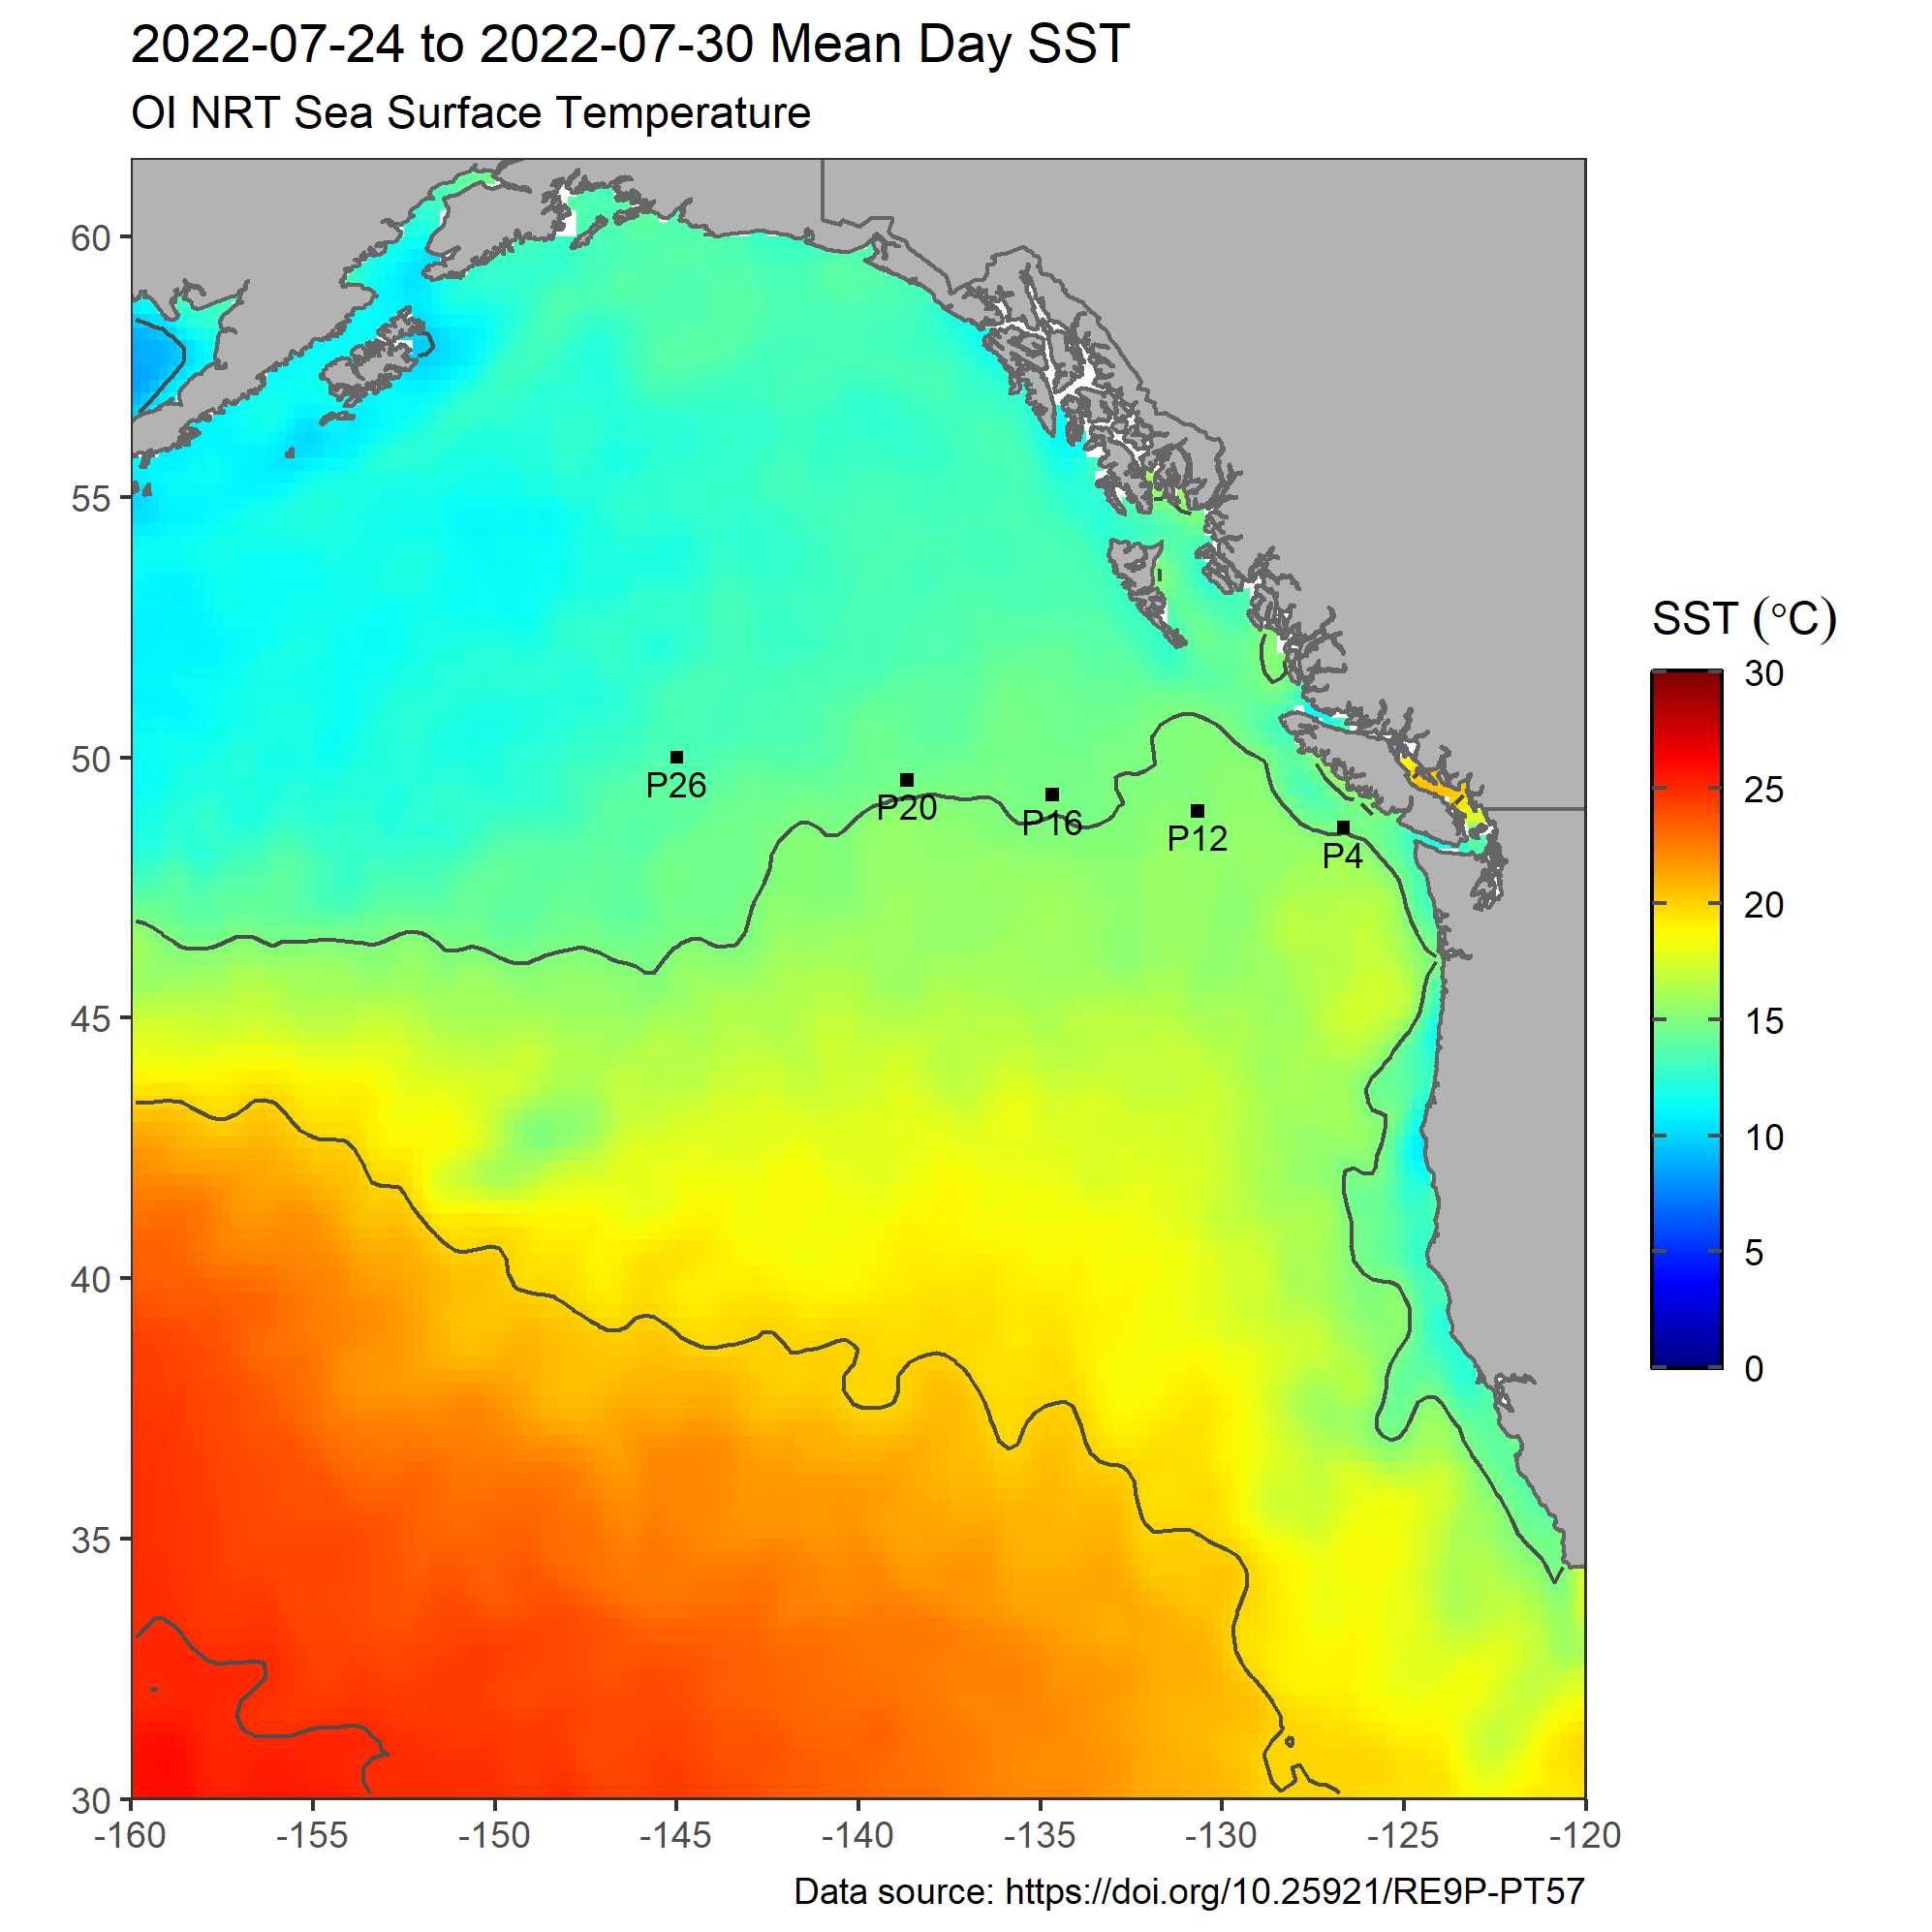 2022-07-24 to 2022-07-30 Mean Day SST
OI NRT Sea Surface Temperature
60
55
50
45
40
35
30
-160
-155
-150
-145
-140
-135
-130
-125
-120
P26
P20
P16
P12
P4
SST (°C)
30
25
20
15
10
5
0
Data source: https://doi.org/10.25921/RE9P-PT57